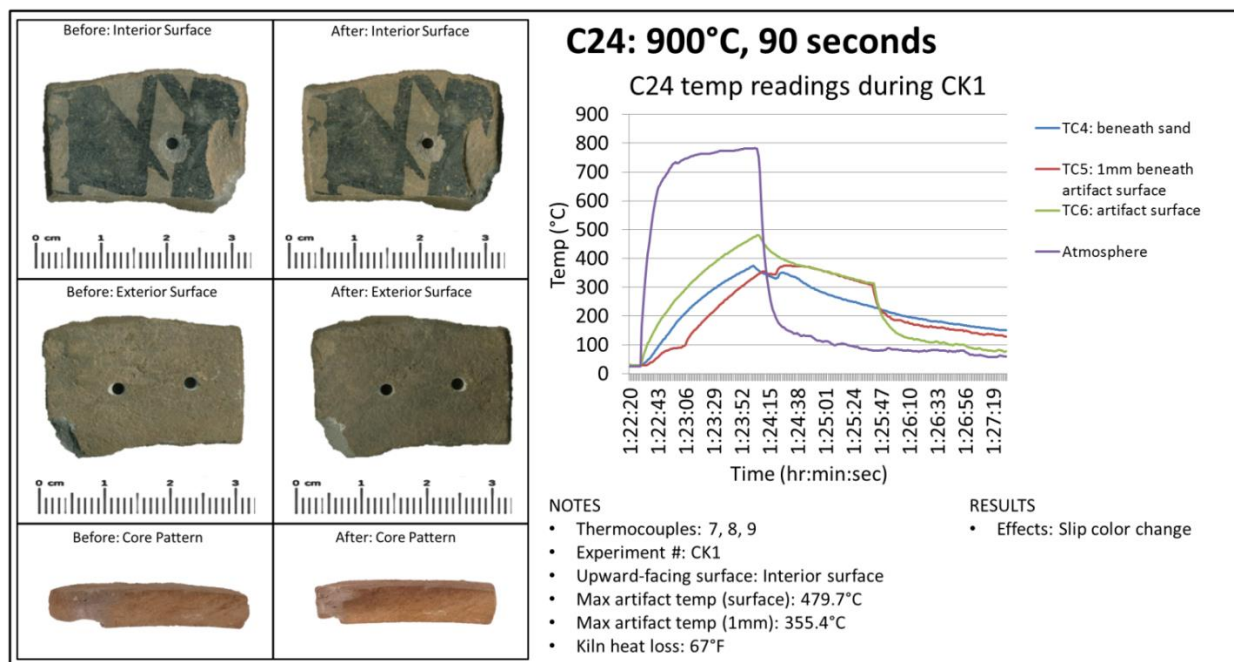 Before: Interior Surface
After: Interior Surface
0 cm 1 2 3
0 cm 1 2 3
Before: Exterior Surface
After: Exterior Surface
0 cm 1 2 3
0 cm 1 2 3
Before: Core Pattern
After: Core Pattern
C24: 900°C, 90 seconds
C24 temp readings during CK1
900
800
700
600
500
400
300
200
100
0
Temp (°C)
1:22:20
1:22:43
1:23:06
1:23:29
1:23:52
1:24:15
1:24:38
1:25:01
1:25:24
1:25:47
1:26:10
1:26:33
1:26:56
1:27:19
Time (hr:min:sec)
TC4: beneath sand
TC5: 1mm beneath
artifact surface
TC6: artifact surface
Atmosphere
NOTES
• Thermocouples: 7, 8, 9
• Experiment #: CK1
• Upward-facing surface: Interior surface
• Max artifact temp (surface): 479.7°C
• Max artifact temp (1mm): 355.4°C
• Kiln heat loss: 67°F
RESULTS
• Effects: Slip color change